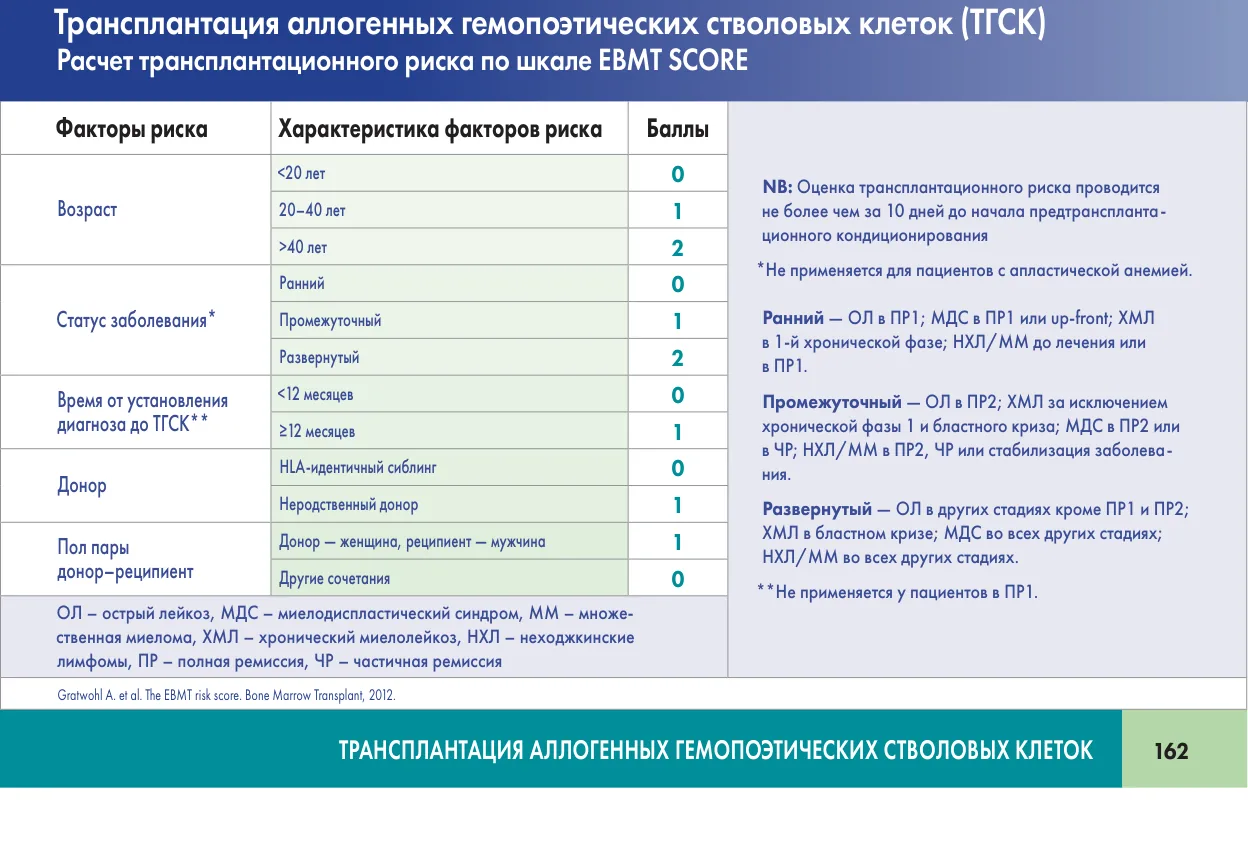 Трансплантация аллогенных гемопоэтических стволовых клеток (ТГСК)
Расчет трансплантационного риска по шкале EBMT SCORE
Факторы риска
Характеристика факторов риска
Баллы
Возраст
<20 лет
0
20–40 лет
1
>40 лет
2
Статус заболевания*
Ранний
0
Промежуточный
1
Развернутый
2
Время от установления
диагноза до ТГСК**
<12 месяцев
0
≥12 месяцев
1
Донор
HLA-идентичный сиблинг
0
Неродственный донор
1
Пол пары
донор–реципиент
Донор — женщина, реципиент — мужчина
1
Другие сочетания
0
ОЛ – острый лейкоз, МДС – миелодиспластический синдром, ММ – множе-
ственная миелома, ХМЛ – хронический миелолейкоз, НХЛ – неходжкинские
лимфомы, ПР – полная ремиссия, ЧР – частичная ремиссия
NB: Оценка трансплантационного риска проводится
не более чем за 10 дней до начала предтранспланта-
ционного кондиционирования
*Не применяется для пациентов с апластической анемией.
Ранний — ОЛ в ПР1; МДС в ПР1 или up-front; ХМЛ
в 1-й хронической фазе; НХЛ/ММ до лечения или
в ПР1.
Промежуточный — ОЛ в ПР2; ХМЛ за исключением
хронической фазы 1 и бластного криза; МДС в ПР2 или
в ЧР; НХЛ/ММ в ПР2, ЧР или стабилизация заболева-
ния.
Развернутый — ОЛ в других стадиях кроме ПР1 и ПР2;
ХМЛ в бластном кризе; МДС во всех других стадиях;
НХЛ/ММ во всех других стадиях.
**Не применяется у пациентов в ПР1.
Gratwohl A. et al. The EBMT risk score. Bone Marrow Transplant, 2012.
ТРАНСПЛАНТАЦИЯ АЛЛОГЕННЫХ ГЕМОПОЭТИЧЕСКИХ СТВОЛОВЫХ КЛЕТОК
162